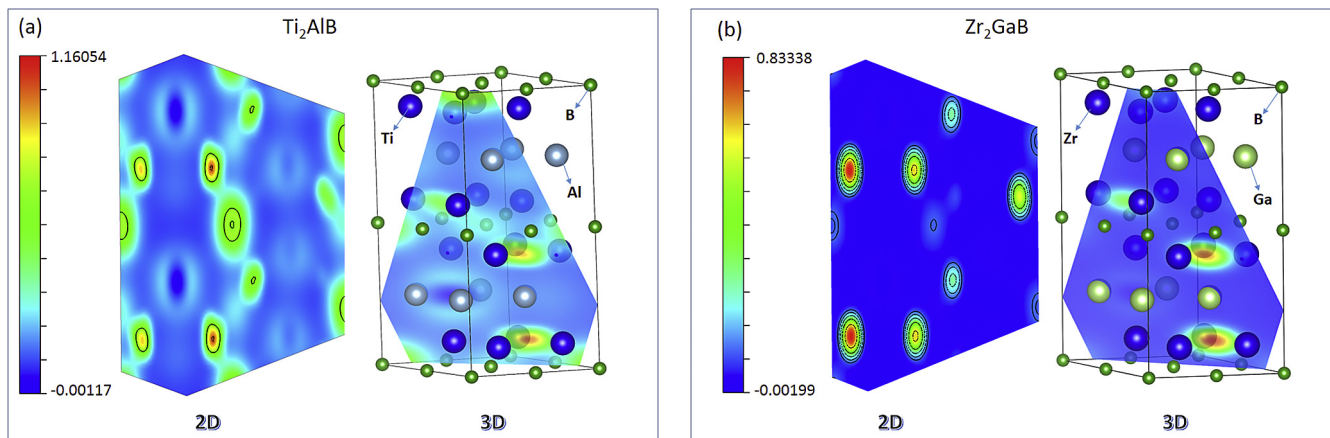 (a)
Ti₂AlB
1.16054
-0.00117
B
Ti
Al
2D
3D
(b)
Zr₂GaB
0.83338
-0.00199
B
Zr
Ga
2D
3D